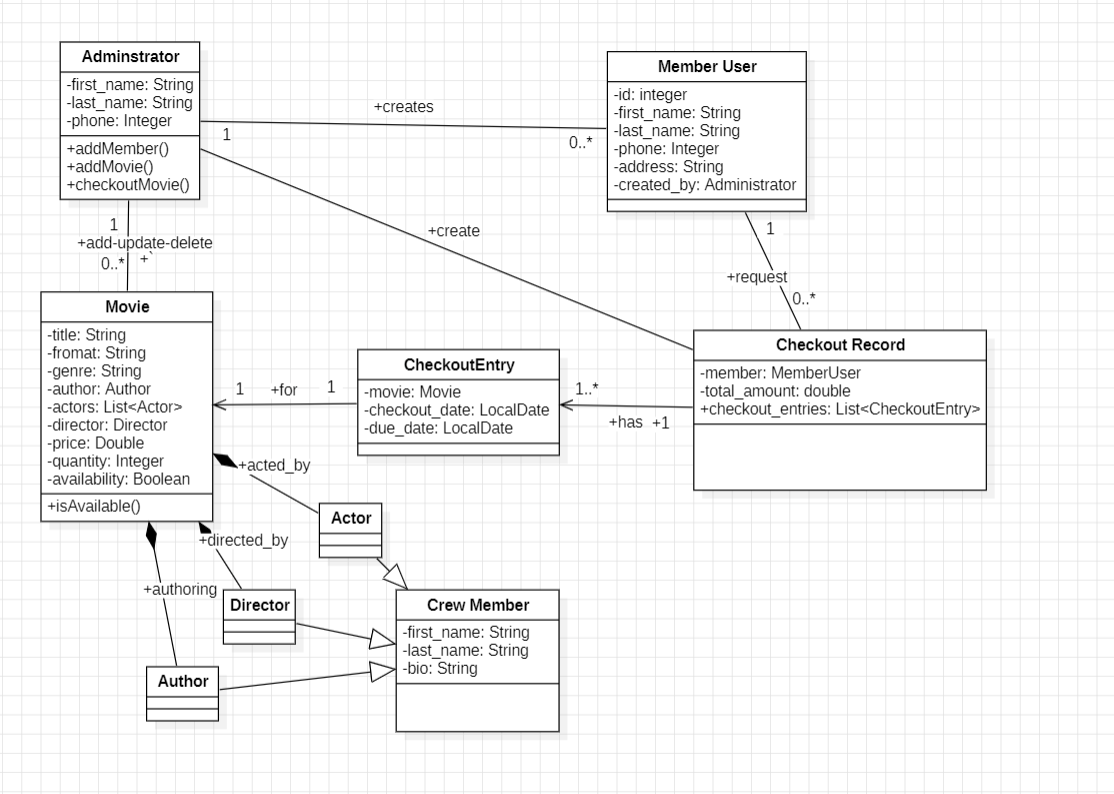 Adminstrator
-first_name: String
-last_name: String
-phone: Integer
+addMember()
+addMovie()
+checkoutMovie()
+creates
1
0..*
Member User
-id: integer
-first_name: String
-last_name: String
-phone: Integer
-address: String
-created_by: Administrator
1
+add-update-delete
0..*
+`
+create
1
+request
0..*
Movie
-title: String
-fromat: String
-genre: String
-author: Author
-actors: List<Actor>
-director: Director
-price: Double
-quantity: Integer
-availability: Boolean
+isAvailable()
1
+for
1
CheckoutEntry
-movie: Movie
-checkout_date: LocalDate
-due_date: LocalDate
1..*
+has +1
Checkout Record
-member: MemberUser
-total_amount: double
+checkout_entries: List<CheckoutEntry>
+acted_by
Actor
+directed_by
+authoring
Director
Author
Crew Member
-first_name: String
-last_name: String
-bio: String